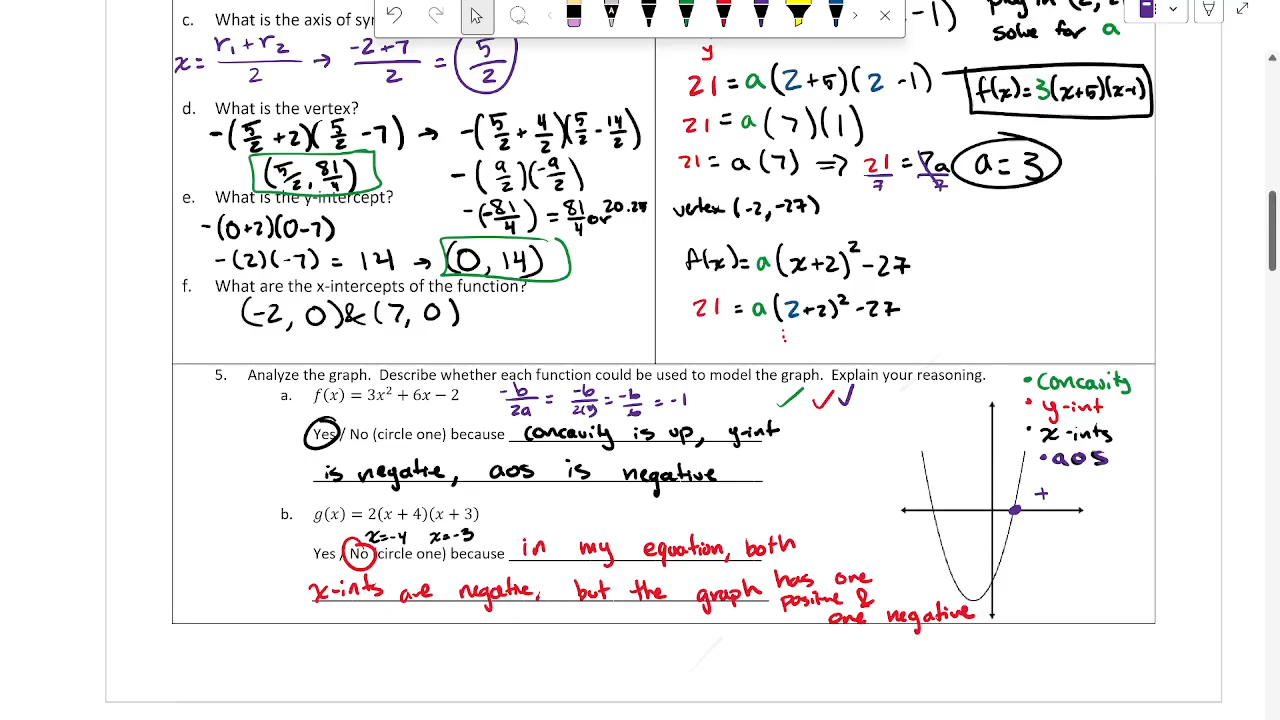 c. What is the axis of sy
x = r₁ + r₂ / 2 → -2+7 / 2 = 5/2
d. What is the vertex?
-(5/2 + 2)(5/2 - 7) → -(5/2 + 4/2)(5/2 - 14/2)
(5/2, 81/4)
-(9/2)(-9/2)
e. What is the y-intercept?
-(-81/4) = 81/4 or 20.25
-(0+2)(0-7)
-(2)(-7) = 14 → (0, 14)
f. What are the x-intercepts of the function?
(-2, 0) & (7, 0)
-1)
plug in (2, 2
solve for a
y
21 = a(2+5)(2-1)
f(x)=3(x+5)(x-1)
21 = a(7)(1)
21 = a(7) ⇒ 21/7 = 7a/7
a = 3
vertex (-2, -27)
f(x) = a(x+2)² - 27
21 = a(2+2)² - 27
5. Analyze the graph. Describe whether each function could be used to model the graph. Explain your reasoning.
a. f(x) = 3x² + 6x − 2
-b/2a = -6/2(3) = -6/6 = -1
Yes / No (circle one) because concavity is up, y-int
is negative, aos is negative
b. g(x) = 2(x + 4)(x + 3)
x=-4 x=-3
Yes / No (circle one) because in my equation, both
x-ints are negative, but the graph has one
positive &
one negative
• concavity
• y-int
• x-ints
• aos
+